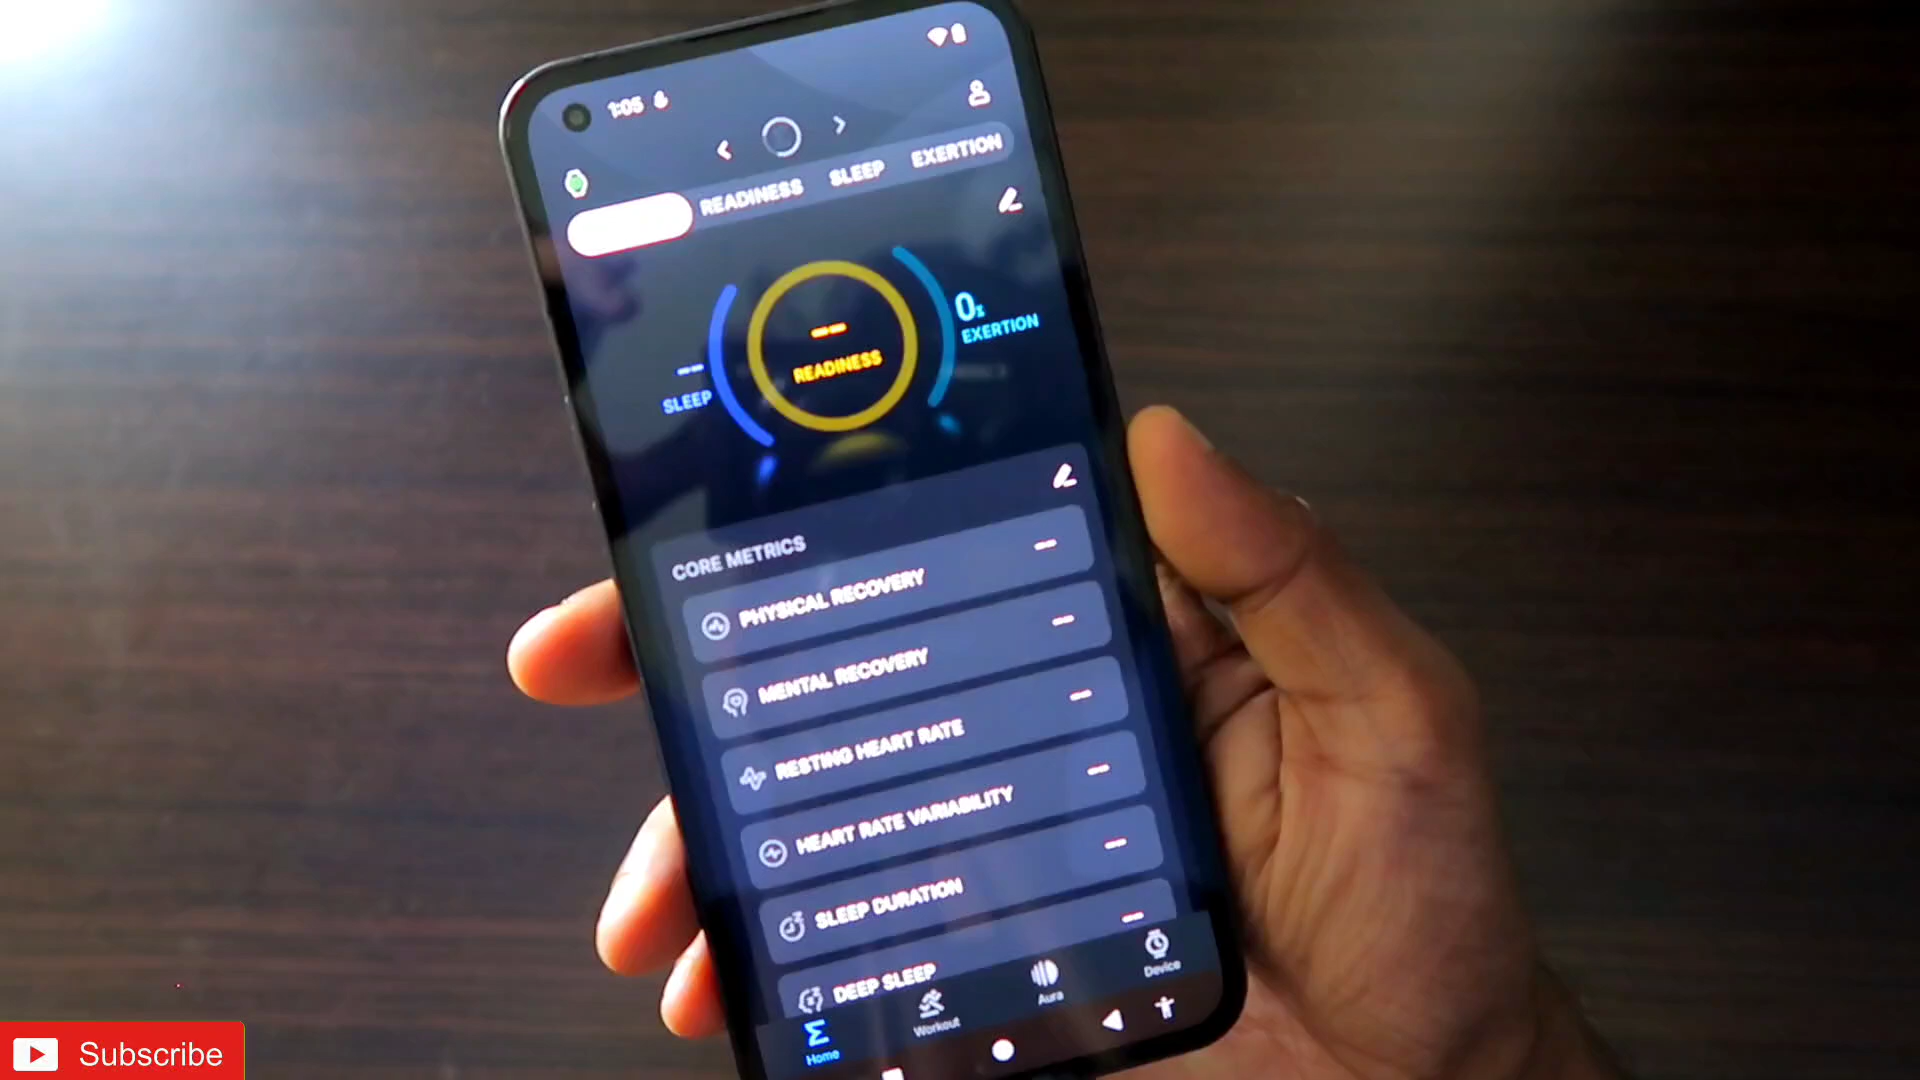 1:05
READINESS SLEEP EXERTION
0%
EXERTION
--
READINESS
--
SLEEP
CORE METRICS
PHYSICAL RECOVERY --
MENTAL RECOVERY --
RESTING HEART RATE --
HEART RATE VARIABILITY --
SLEEP DURATION --
DEEP SLEEP --
Home
Workout
Aura
Device
Subscribe